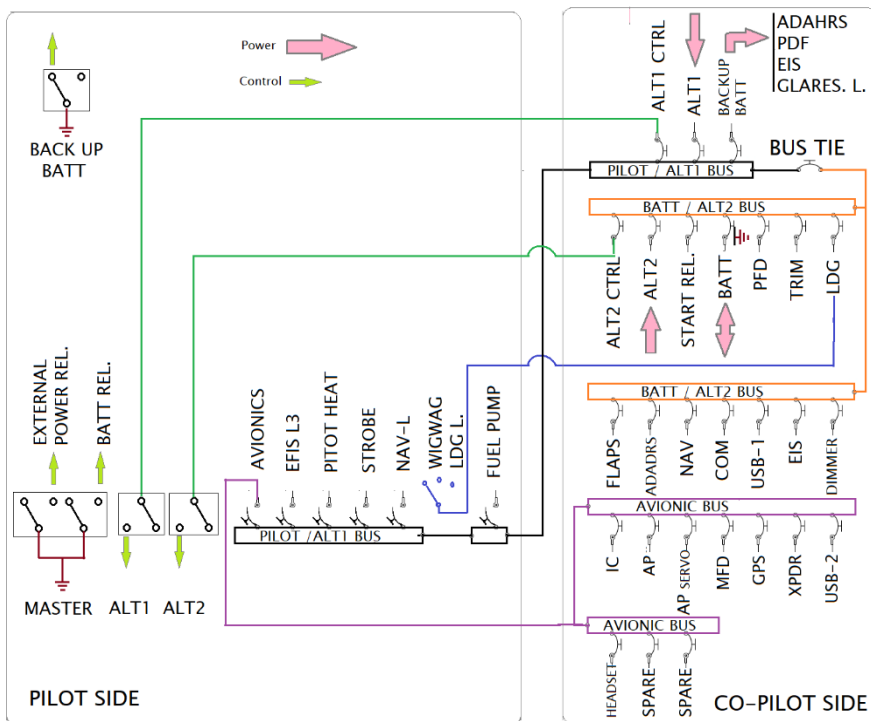 Power
Control
BACK UP
BATT
ALT1 CTRL
ALT1
BACKUP
BATT
ADAHRS
PDF
EIS
GLARES. L.
BUS TIE
PILOT / ALT1 BUS
BATT / ALT2 BUS
ALT2 CTRL
ALT2
START REL.
BATT
PFD
TRIM
LDG
BATT / ALT2 BUS
FLAPS
ADADRS
NAV
COM
USB-1
EIS
DIMMER
EXTERNAL
POWER REL.
BATT REL.
AVIONICS
EFIS L3
PITOT HEAT
STROBE
NAV-L
WIGWAG
LDG L.
FUEL PUMP
PILOT /ALT1 BUS
MASTER
ALT1
ALT2
AVIONIC BUS
IC
AP
AP SERVO
MFD
GPS
XPDR
USB-2
AVIONIC BUS
HEADSET
SPARE
SPARE
PILOT SIDE
CO-PILOT SIDE